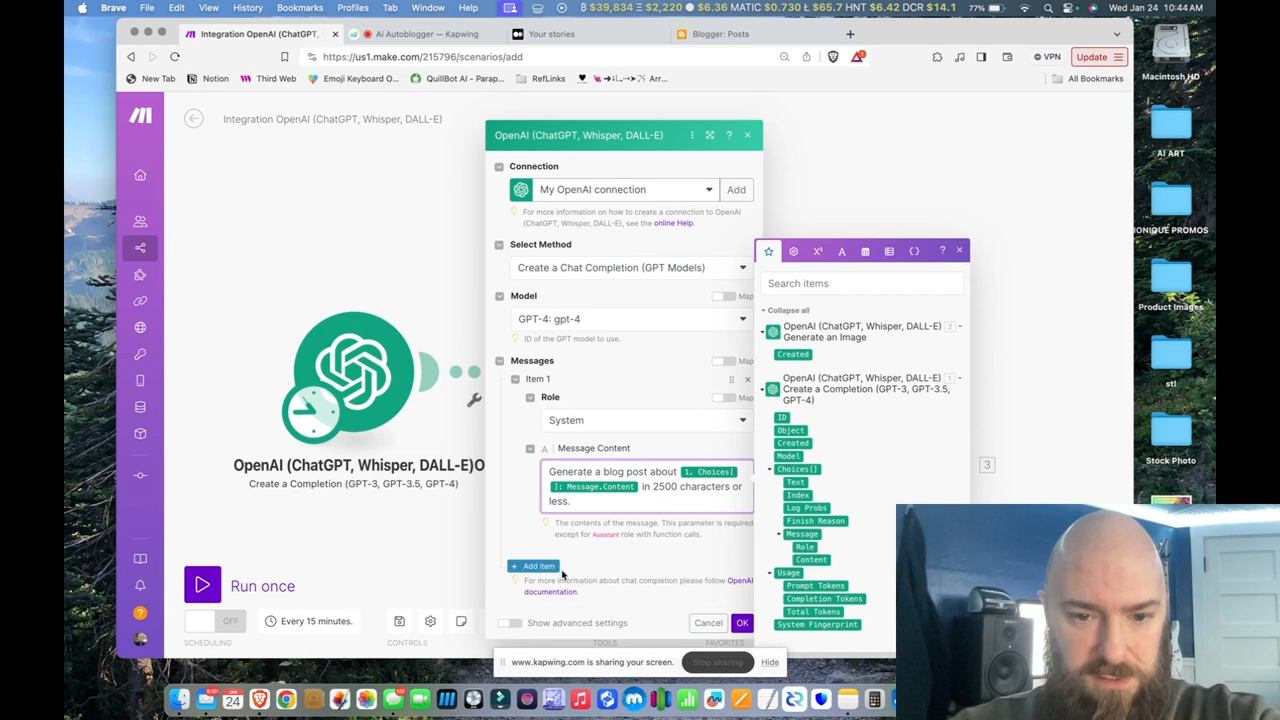 Brave File Edit View History Bookmarks Profiles Tab Window Help B $39,834 Ξ $2,220 $6.36 MATIC $0.730 Ł $65.7 HNT $6.42 DCR $14.1 77% Wed Jan 24 10:44 AM
Integration OpenAI (ChatGPT, Ai Autoblogger — Kapwing Your stories Blogger: Posts
https://us1.make.com/215796/scenarios/add VPN Update
New Tab Notion Third Web Emoji Keyboard O... QuillBot AI - Parap... RefLinks Arr... All Bookmarks
Integration OpenAI (ChatGPT, Whisper, DALL-E)
Macintosh HD
AI ART
Product Images
stl
Stock Photo
OpenAI (ChatGPT, Whisper, DALL-E)
Connection
My OpenAI connection Add
For more information on how to create a connection to OpenAI
(ChatGPT, Whisper, DALL-E), see the online Help.
Select Method
Create a Chat Completion (GPT Models)
Model Map
GPT-4: gpt-4
ID of the GPT model to use.
Messages Map
Item 1
Role Map
System
A Message Content
Generate a blog post about 1. Choices[
]: Message.Content in 2500 characters or
less.
The contents of the message. This parameter is required
except for Assistant role with function calls.
+ Add item
For more information about chat completion please follow OpenAI
documentation.
Show advanced settings Cancel OK
Search items
Collapse all
OpenAI (ChatGPT, Whisper, DALL-E) 2 -
Generate an Image
Created
OpenAI (ChatGPT, Whisper, DALL-E) 1 -
Create a Completion (GPT-3, GPT-3.5,
GPT-4)
ID
Object
Created
Model
Choices[]
Text
Index
Log Probs
Finish Reason
Message
Role
Content
Usage
Prompt Tokens
Completion Tokens
Total Tokens
System Fingerprint
3
OpenAI (ChatGPT, Whisper, DALL-E)O
Create a Completion (GPT-3, GPT-3.5, GPT-4)
Run once
OFF Every 15 minutes.
SCHEDULING CONTROLS TOOLS FAVORITES
www.kapwing.com is sharing your screen. Stop sharing Hide